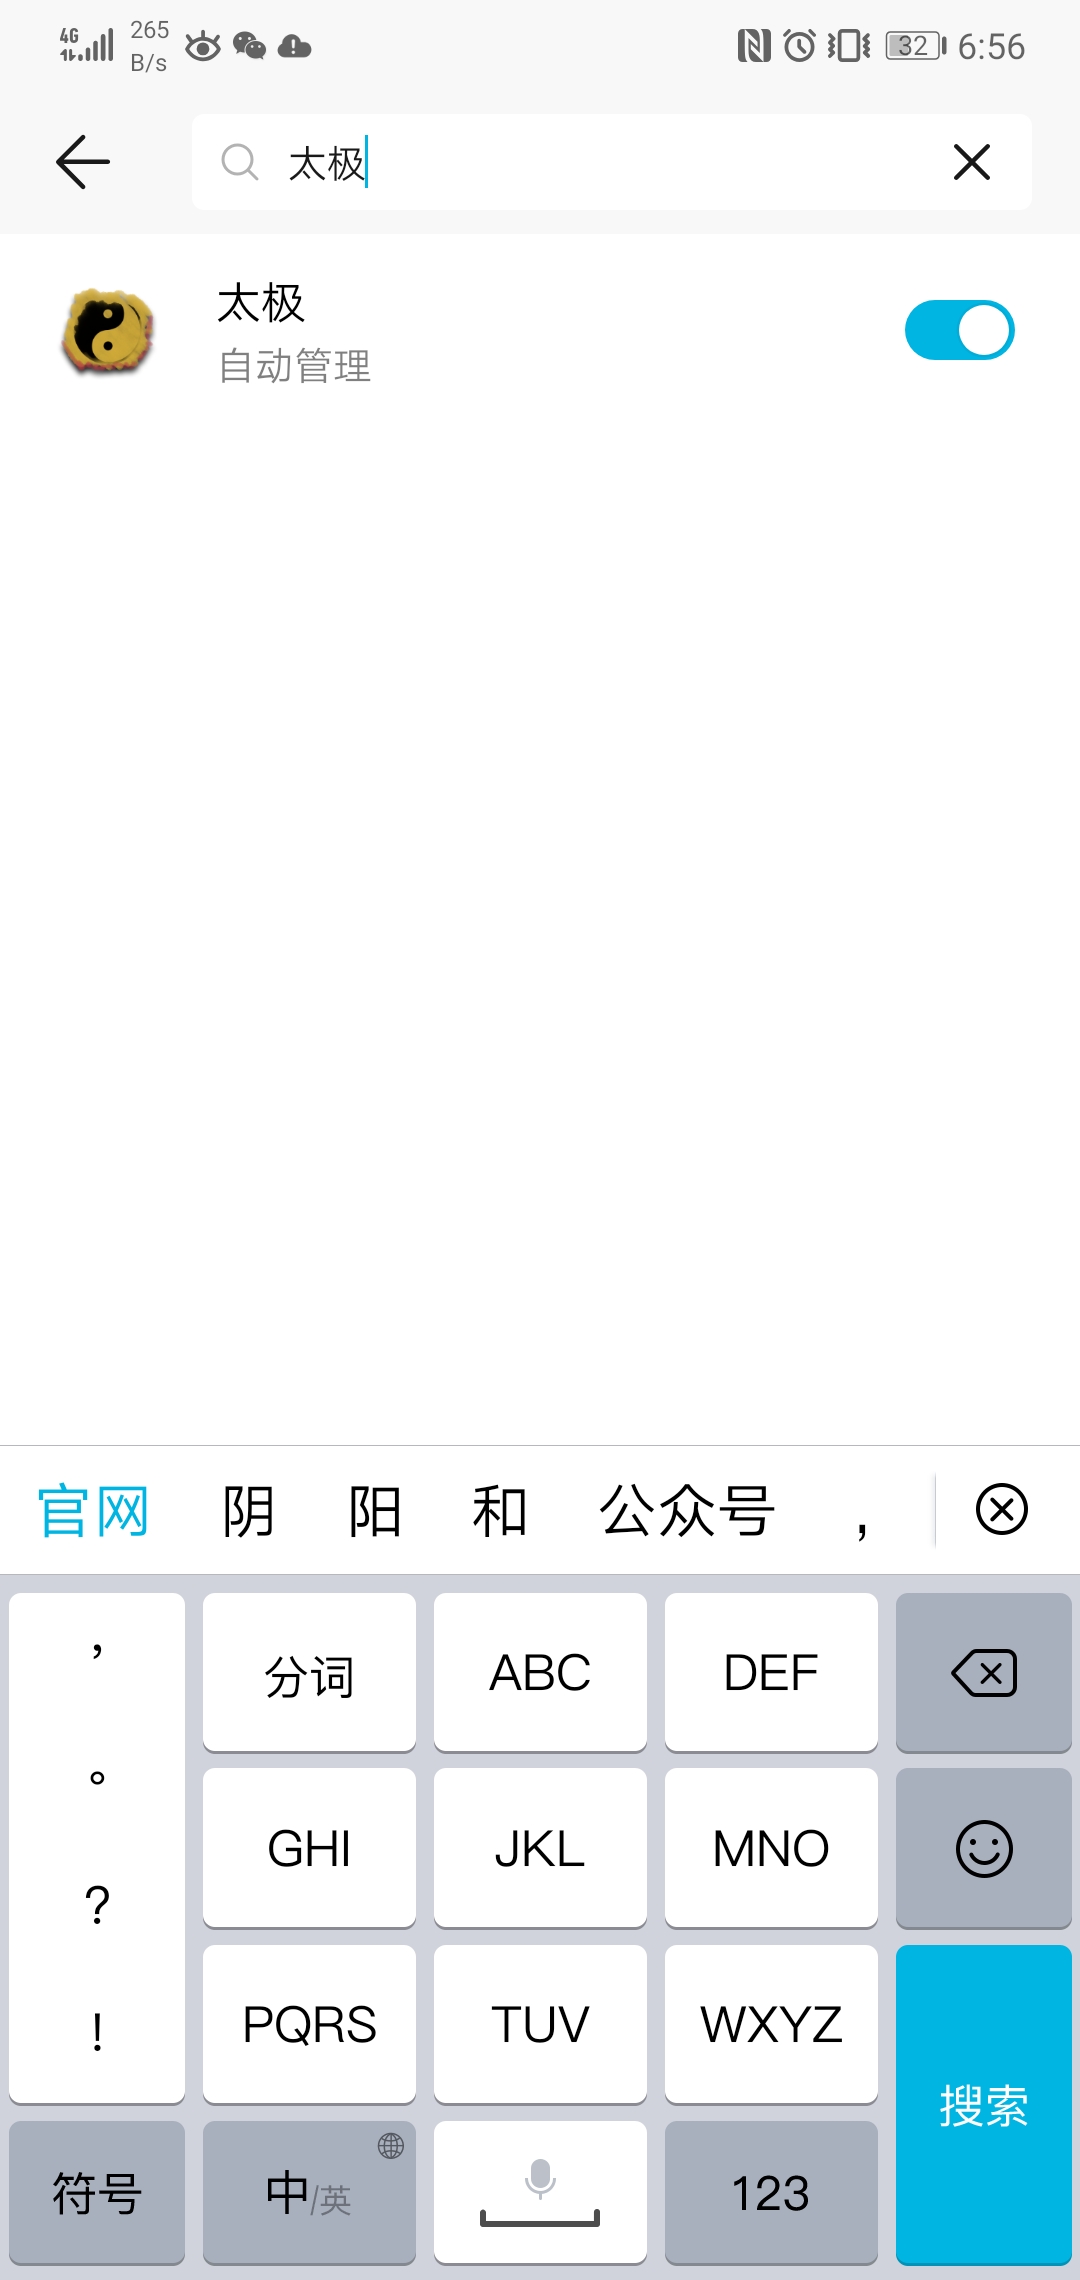 4G 265 B/s 32 6:56
太极
太极
自动管理
官网 阴 阳 和 公众号 ,
， 分词 ABC DEF
。 GHI JKL MNO
?
! PQRS TUV WXYZ
搜索
符号 中/英 123